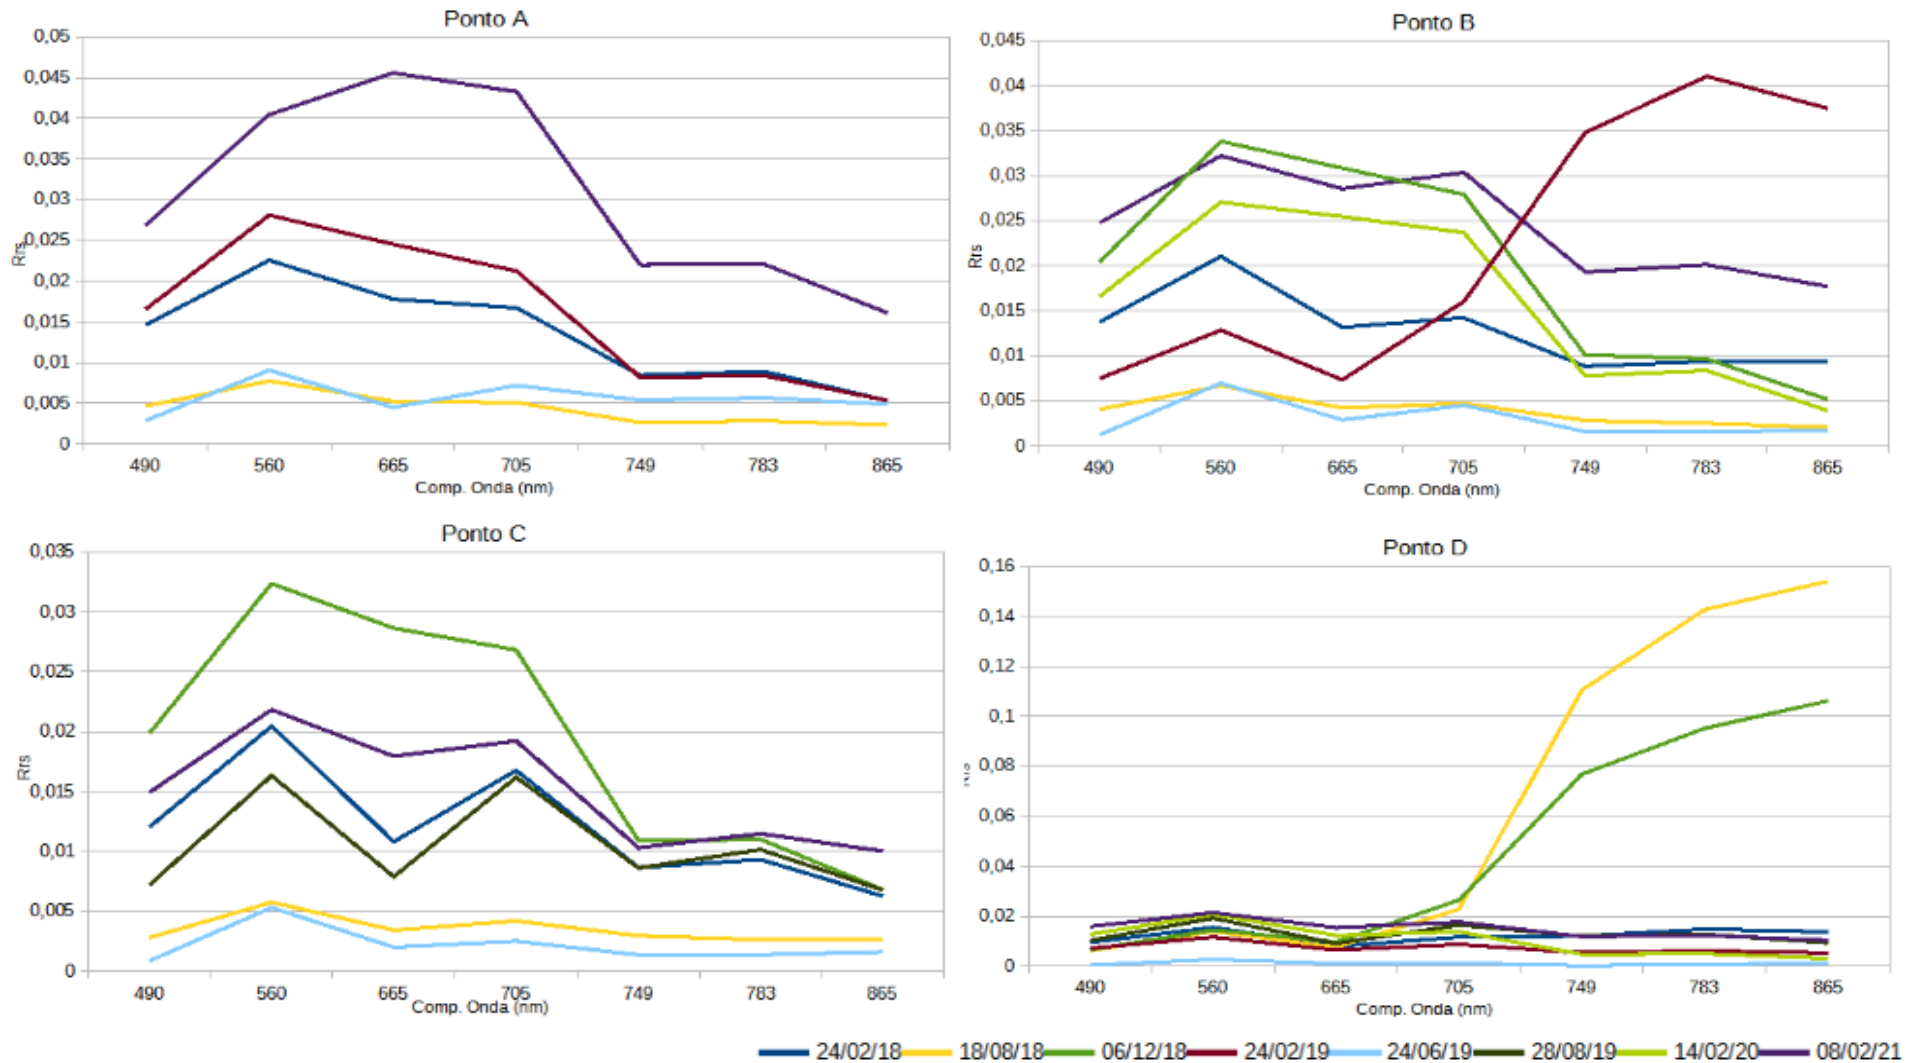 Ponto A
0,05
0,045
0,04
0,035
0,03
0,025
0,02
0,015
0,01
0,005
0
Rrs
490 560 665 705 749 783 865
Comp. Onda (nm)
Ponto B
0,045
0,04
0,035
0,03
0,025
0,02
0,015
0,01
0,005
0
Rrs
490 560 665 705 749 783 865
Comp. Onda (nm)
Ponto C
0,035
0,03
0,025
0,02
0,015
0,01
0,005
0
Rrs
490 560 665 705 749 783 865
Comp. Onda (nm)
Ponto D
0,16
0,14
0,12
0,1
0,08
0,06
0,04
0,02
0
490 560 665 705 749 783 865
Comp. Onda (nm)
24/02/18 18/08/18 06/12/18 24/02/19 24/06/19 28/08/19 14/02/20 08/02/21